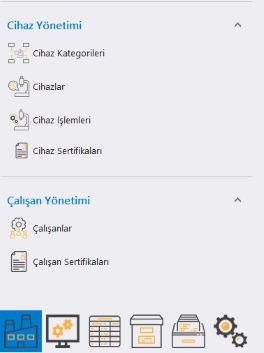 Cihaz Yönetimi
Cihaz Kategorileri
Cihazlar
Cihaz İşlemleri
Cihaz Sertifikaları
Çalışan Yönetimi
Çalışanlar
Çalışan Sertifikaları